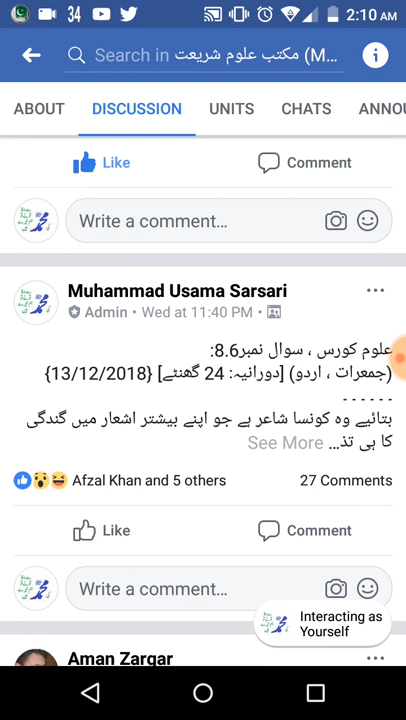 34
2:10 AM
Search in مکتب علوم شریعت (M...
i
ABOUT
DISCUSSION
UNITS
CHATS
ANNOU
Like
Comment
Write a comment...
Muhammad Usama Sarsari
Admin • Wed at 11:40 PM •
علوم کورس ، سوال نمبر8.6:
(جمعرات ، اردو) [دورانیہ: 24 گھنٹے] {13/12/2018}
- - - - - -
بتائیے وہ کونسا شاعر ہے جو اپنے بیشتر اشعار میں گندگی
کا ہی تذ... See More
Afzal Khan and 5 others
27 Comments
Like
Comment
Write a comment...
Interacting as
Yourself
Aman Zargar